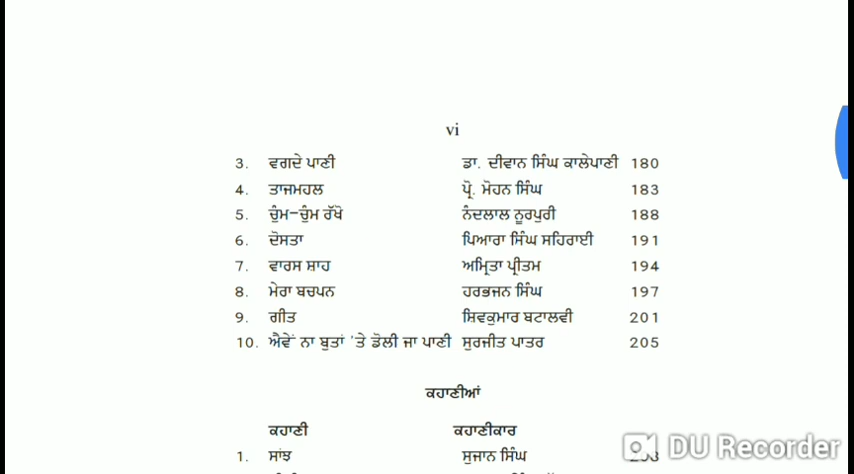 vi
3. ਵਗਦੇ ਪਾਣੀ ਡਾ. ਦੀਵਾਨ ਸਿੰਘ ਕਾਲੇਪਾਣੀ 180
4. ਤਾਜਮਹਲ ਪ੍ਰੋ. ਮੋਹਨ ਸਿੰਘ 183
5. ਚੁੰਮ-ਚੁੰਮ ਰੱਖੋ ਨੰਦਲਾਲ ਨੂਰਪੁਰੀ 188
6. ਦੋਸਤਾ ਪਿਆਰਾ ਸਿੰਘ ਸਹਿਰਾਈ 191
7. ਵਾਰਸ ਸ਼ਾਹ ਅਮ੍ਰਿਤਾ ਪ੍ਰੀਤਮ 194
8. ਮੇਰਾ ਬਚਪਨ ਹਰਭਜਨ ਸਿੰਘ 197
9. ਗੀਤ ਸ਼ਿਵਕੁਮਾਰ ਬਟਾਲਵੀ 201
10. ਐਵੇਂ ਨਾ ਬੁਤਾਂ 'ਤੇ ਡੋਲੀ ਜਾ ਪਾਣੀ ਸੁਰਜੀਤ ਪਾਤਰ 205
ਕਹਾਣੀਆਂ
ਕਹਾਣੀ ਕਹਾਣੀਕਾਰ
1. ਸਾਂਝ ਸੁਜਾਨ ਸਿੰਘ
DU Recorder